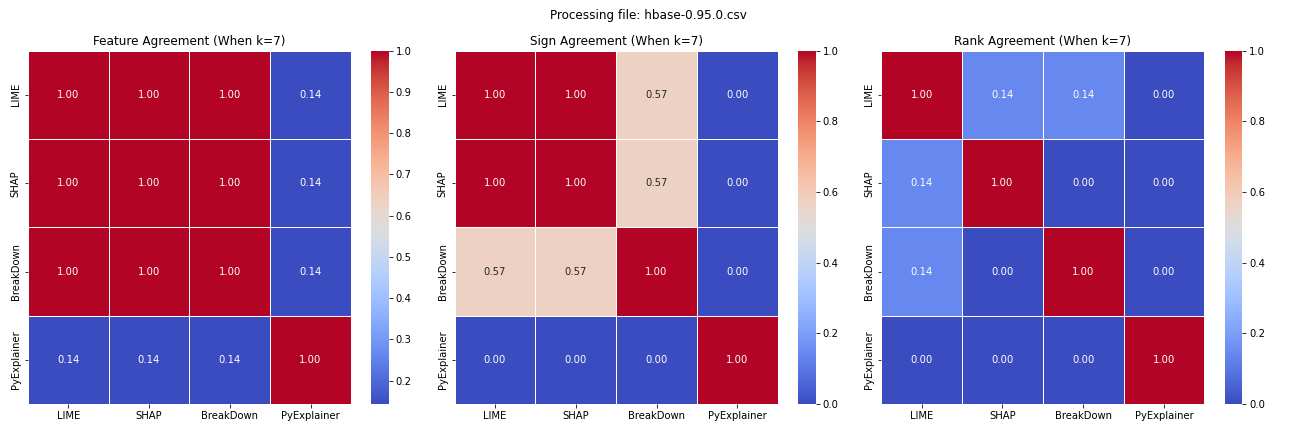 Processing file: hbase-0.95.0.csv
Feature Agreement (When k=7)
LIME
SHAP
BreakDown
PyExplainer
1.00 1.00 1.00 0.14
1.00 1.00 1.00 0.14
1.00 1.00 1.00 0.14
0.14 0.14 0.14 1.00
LIME SHAP BreakDown PyExplainer
1.0
0.9
0.8
0.7
0.6
0.5
0.4
0.3
0.2
Sign Agreement (When k=7)
LIME
SHAP
BreakDown
PyExplainer
1.00 1.00 0.57 0.00
1.00 1.00 0.57 0.00
0.57 0.57 1.00 0.00
0.00 0.00 0.00 1.00
LIME SHAP BreakDown PyExplainer
1.0
0.8
0.6
0.4
0.2
0.0
Rank Agreement (When k=7)
LIME
SHAP
BreakDown
PyExplainer
1.00 0.14 0.14 0.00
0.14 1.00 0.00 0.00
0.14 0.00 1.00 0.00
0.00 0.00 0.00 1.00
LIME SHAP BreakDown PyExplainer
1.0
0.8
0.6
0.4
0.2
0.0